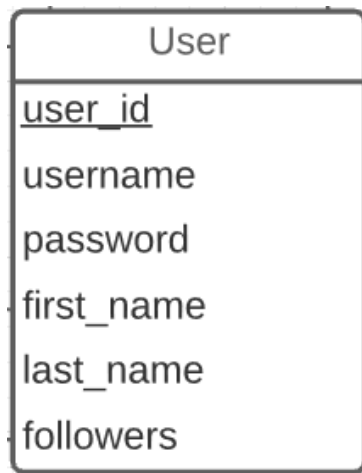 User
user_id
username
password
first_name
last_name
followers